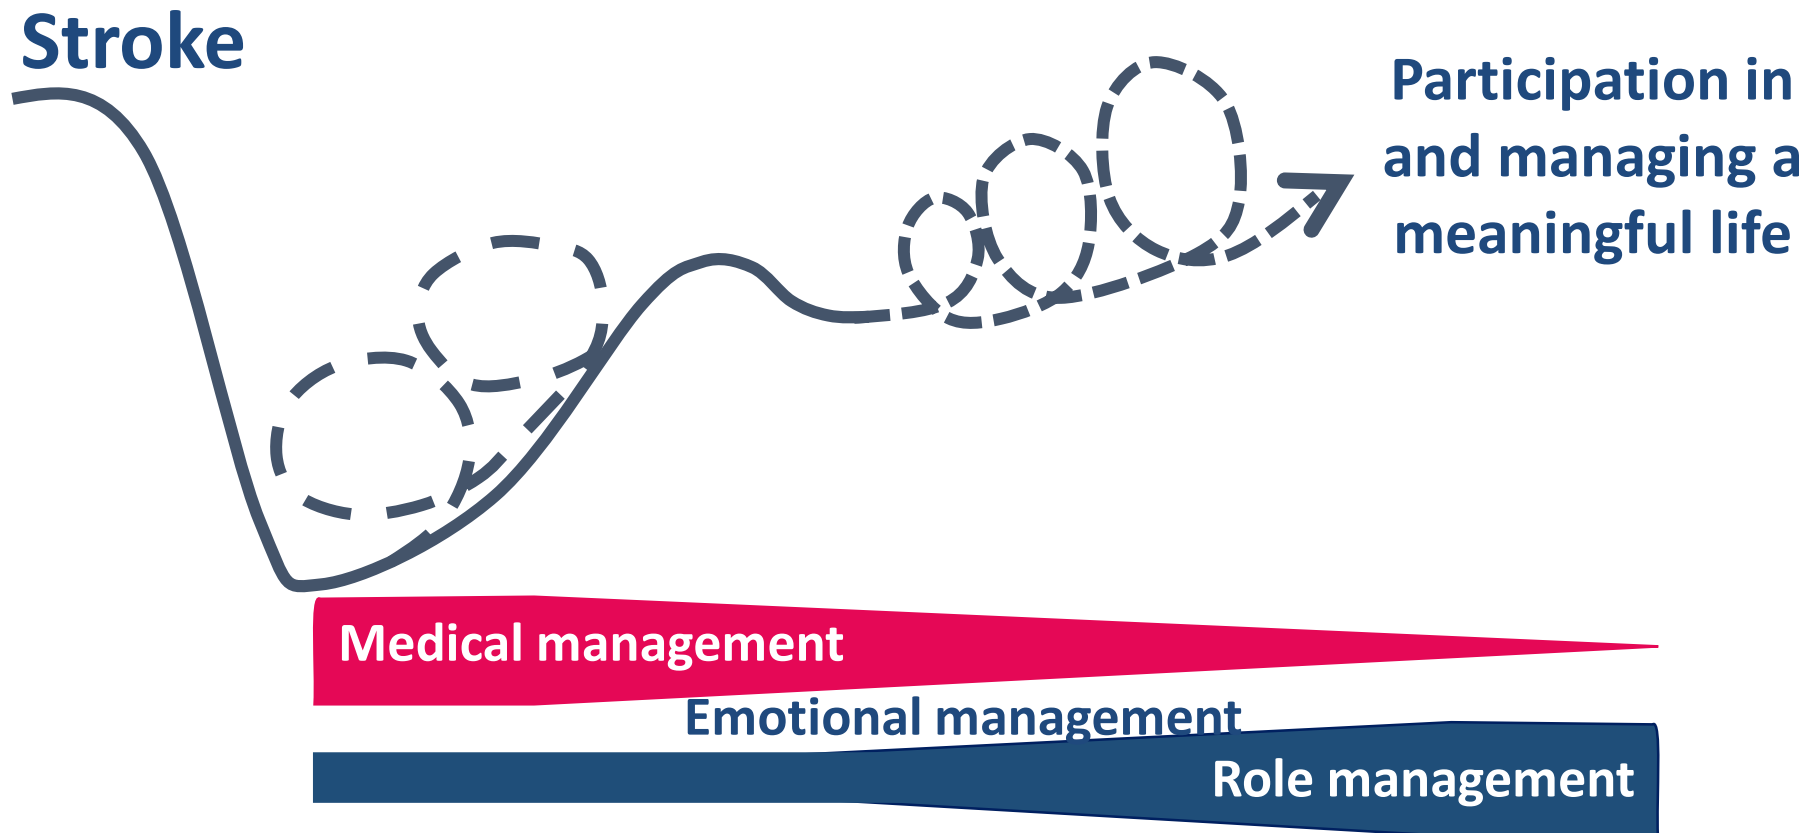 Stroke
Participation in
and managing a
meaningful life
Medical management
Emotional management
Role management